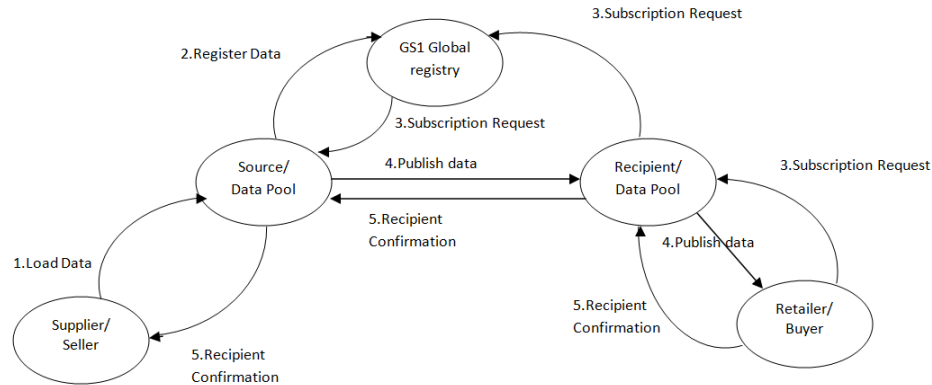 3.Subscription Request
2.Register Data
GS1 Global
registry
3.Subscription Request
Source/
Data Pool
4.Publish data
Recipient/
Data Pool
3.Subscription Request
5.Recipient
Confirmation
4.Publish data
1.Load Data
Supplier/
Seller
5.Recipient
Confirmation
5.Recipient
Confirmation
Retailer/
Buyer